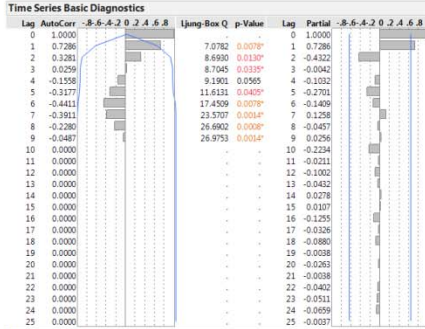 Time Series Basic Diagnostics
Lag AutoCorr -.8-.6-.4-.2 0 .2 .4 .6 .8 Ljung-Box Q p-Value Lag Partial -.8-.6-.4-.2 0 .2 .4 .6 .8
0 1.0000 . . 0 1.0000
1 0.7286 7.0782 0.0078* 1 0.7286
2 0.3281 8.6930 0.0130* 2 -0.4322
3 0.0259 8.7045 0.0335* 3 -0.0042
4 -0.1558 9.1901 0.0565 4 -0.1032
5 -0.3177 11.6131 0.0405* 5 -0.2701
6 -0.4411 17.4509 0.0078* 6 -0.1409
7 -0.3911 23.5707 0.0014* 7 0.1258
8 -0.2280 26.6902 0.0008* 8 -0.0457
9 -0.0487 26.9753 0.0014* 9 0.0256
10 0.0000 . . 10 -0.2234
11 0.0000 . . 11 -0.0211
12 0.0000 . . 12 -0.1002
13 0.0000 . . 13 -0.0432
14 0.0000 . . 14 0.0278
15 0.0000 . . 15 0.0107
16 0.0000 . . 16 -0.1255
17 0.0000 . . 17 -0.0326
18 0.0000 . . 18 -0.0880
19 0.0000 . . 19 -0.0038
20 0.0000 . . 20 -0.0263
21 0.0000 . . 21 -0.0038
22 0.0000 . . 22 -0.0402
23 0.0000 . . 23 -0.0511
24 0.0000 . . 24 -0.0659
25 0.0000 . . 25 -0.0037